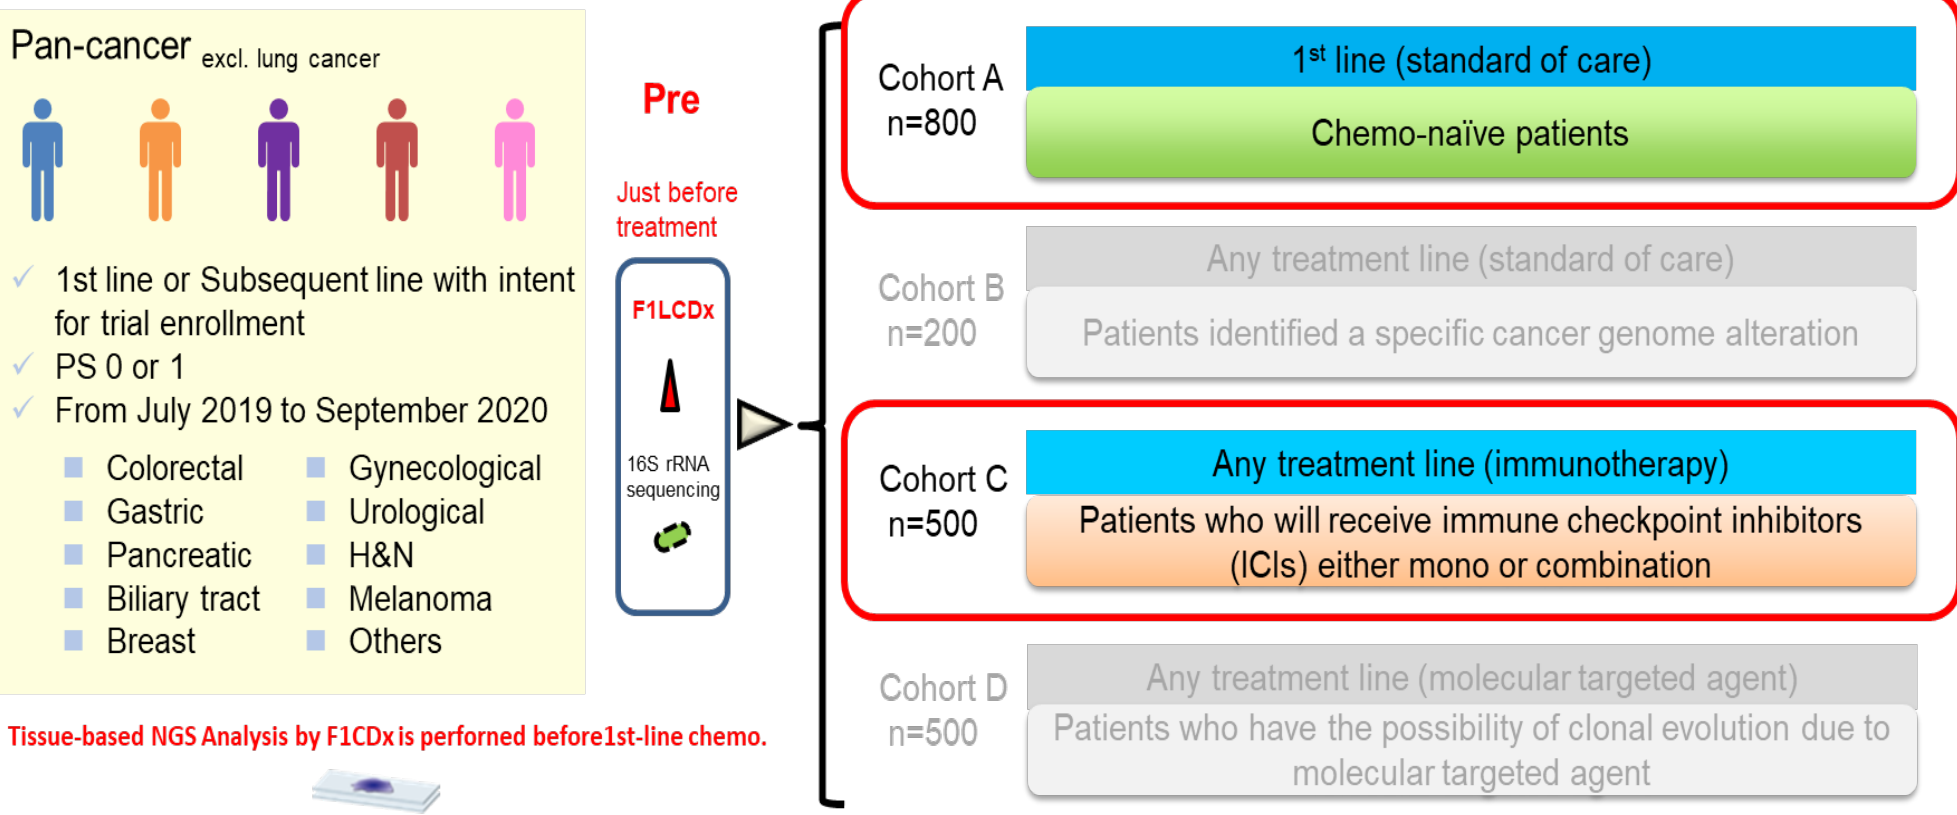 Pan-cancer excl. lung cancer
1st line or Subsequent line with intent
for trial enrollment
PS 0 or 1
From July 2019 to September 2020
Colorectal
Gastric
Pancreatic
Biliary tract
Breast
Gynecological
Urological
H&N
Melanoma
Others
Tissue-based NGS Analysis by F1CDx is perforned before1st-line chemo.
Pre
Just before
treatment
F1LCDx
16S rRNA
sequencing
Cohort A
n=800
1st line (standard of care)
Chemo-naïve patients
Cohort B
n=200
Any treatment line (standard of care)
Patients identified a specific cancer genome alteration
Cohort C
n=500
Any treatment line (immunotherapy)
Patients who will receive immune checkpoint inhibitors
(ICIs) either mono or combination
Cohort D
n=500
Any treatment line (molecular targeted agent)
Patients who have the possibility of clonal evolution due to
molecular targeted agent